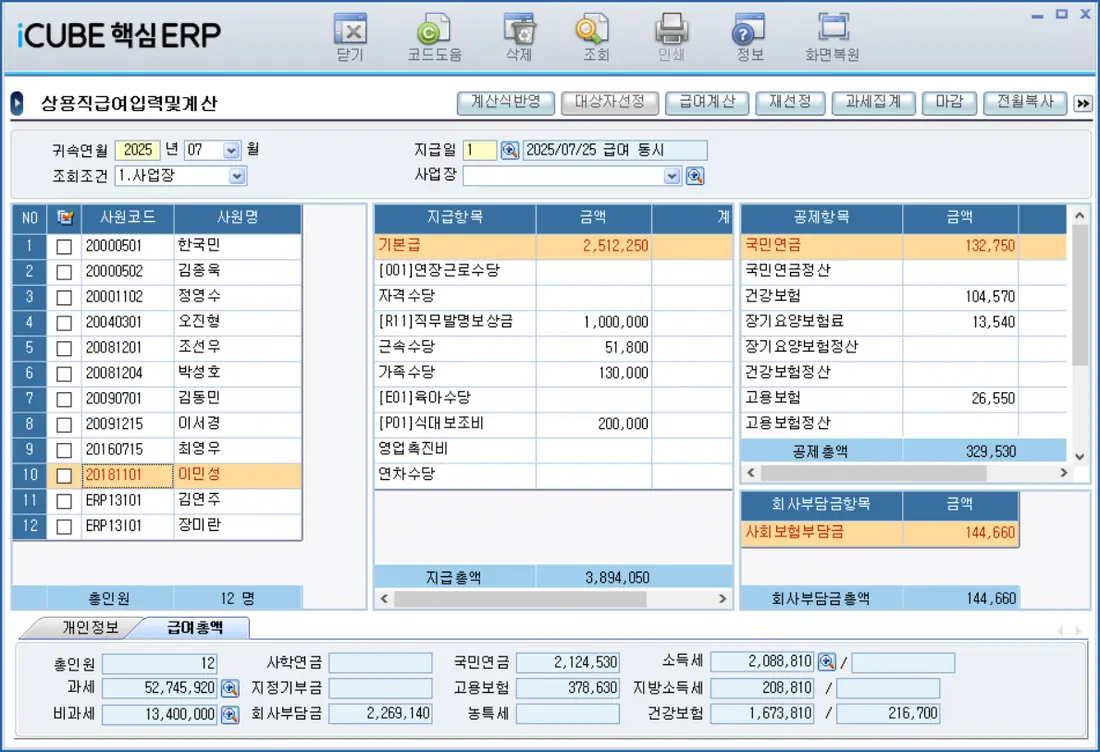 iCUBE 핵심ERP
닫기 코드도움 삭제 조회 인쇄 정보 화면복원
상용직급여입력및계산
계산식반영 대상자선정 급여계산 재선정 과세집계 마감 전월복사
귀속연월 2025 년 07 월 지급일 1 2025/07/25 급여 동시
조회조건 1.사업장 사업장
NO 사원코드 사원명
1 20000501 한국민
2 20000502 김종욱
3 20001102 정영수
4 20040301 오진형
5 20081201 조선우
6 20081204 박성호
7 20090701 김동민
8 20091215 이서경
9 20160715 최영우
10 20181101 이민성
11 ERP13I01 김연주
12 ERP13I01 장미란
총인원 12 명
지급항목 금액 계
기본급 2,512,250
[001]연장근로수당
자격수당
[R11]직무발명보상금 1,000,000
근속수당 51,800
가족수당 130,000
[E01]육아수당
[P01]식대보조비 200,000
영업촉진비
연차수당
지급총액 3,894,050
공제항목 금액
국민연금 132,750
국민연금정산
건강보험 104,570
장기요양보험료 13,540
장기요양보험정산
건강보험정산
고용보험 26,550
고용보험정산
공제총액 329,530
회사부담금항목 금액
사회보험부담금 144,660
회사부담금총액 144,660
개인정보 급여총액
총인원 12 사학연금 국민연금 2,124,530 소득세 2,088,810 /
과세 52,745,920 지정기부금 고용보험 378,630 지방소득세 208,810 /
비과세 13,400,000 회사부담금 2,269,140 농특세 건강보험 1,673,810 / 216,700